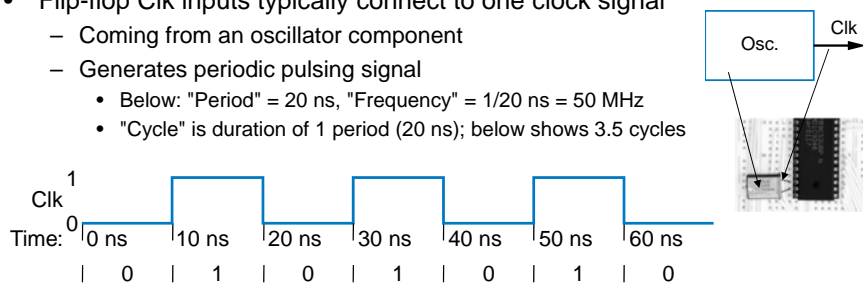 • Flip-flop Clk inputs typically connect to one clock signal
– Coming from an oscillator component
– Generates periodic pulsing signal
• Below: "Period" = 20 ns, "Frequency" = 1/20 ns = 50 MHz
• "Cycle" is duration of 1 period (20 ns); below shows 3.5 cycles
Osc.
Clk
1
Clk
0
Time: 0 ns 10 ns 20 ns 30 ns 40 ns 50 ns 60 ns
| 0 | 1 | 0 | 1 | 0 | 1 | 0